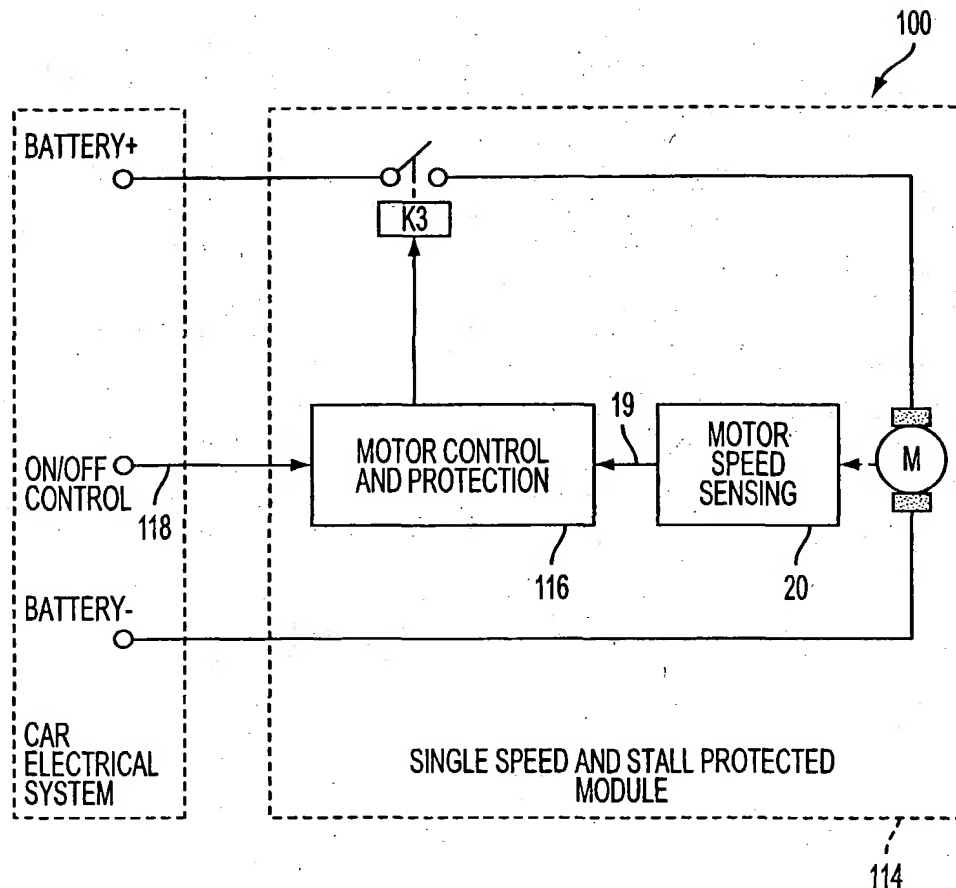 100
BATTERY+
K3
ON/OFF
CONTROL
118
MOTOR CONTROL
AND PROTECTION
116
19
MOTOR
SPEED
SENSING
20
M
BATTERY-
CAR
ELECTRICAL
SYSTEM
SINGLE SPEED AND STALL PROTECTED
MODULE
114